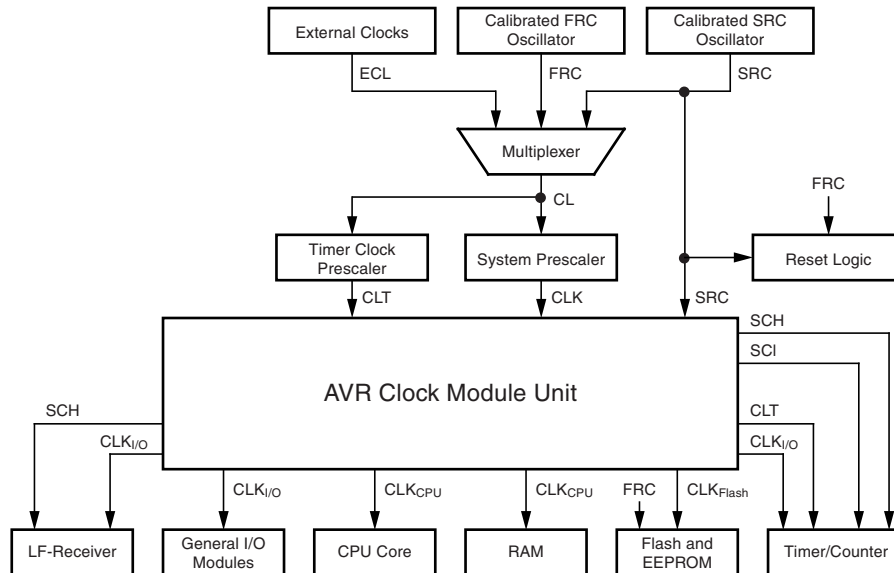 External Clocks
Calibrated FRC
Oscillator
Calibrated SRC
Oscillator
ECL
FRC
SRC
Multiplexer
CL
FRC
Timer Clock
Prescaler
System Prescaler
Reset Logic
CLT
CLK
SRC
SCH
SCI
AVR Clock Module Unit
SCH
CLT
CLKI/O
CLKI/O
CLKI/O
CLKCPU
CLKCPU
FRC
CLKFlash
LF-Receiver
General I/O
Modules
CPU Core
RAM
Flash and
EEPROM
Timer/Counter